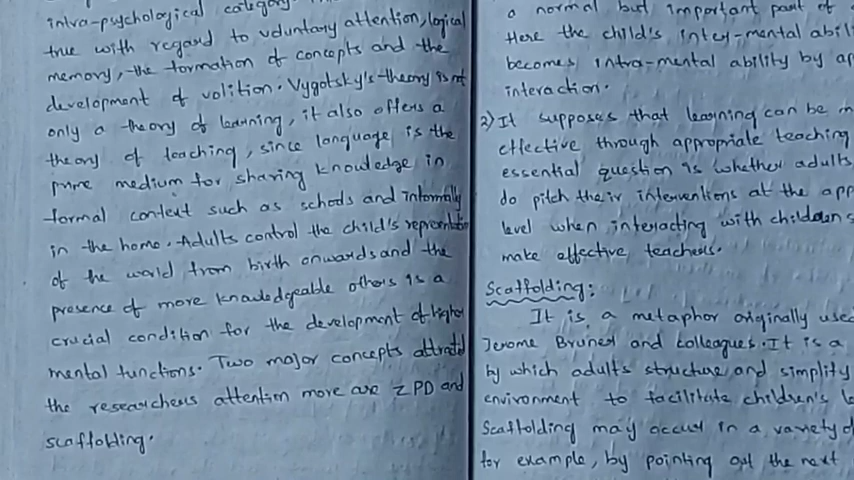 intra-psychological category
true with regard to voluntary attention, logical
memory, the formation of concepts and the
development of volition. Vygotsky's theory is not
only a theory of learning, it also offers a
theory of teaching, since language is the
prime medium for sharing knowledge in
formal context such as schools and informally
in the home. Adults control the child's representation
of the world from birth onwards and the
presence of more knowledgeable others is a
crucial condition for the development of higher
mental functions. Two major concepts attracted
the researchers attention more are ZPD and
scaffolding.
a normal but important part of
Here the child's inter-mental abil
becomes intra-mental ability by ap
interaction.
2) It supposes that learning can be m
effective through appropriate teaching
essential question is whether adults
do pitch their interventions at the app
level when interacting with children
make effective teachers.
Scaffolding:
It is a metaphor originally used
Jerome Bruner and colleagues. It is a
by which adults structure and simplify
environment to facilitate children's l
Scaffolding may occur in a variety of
for example, by pointing out the next